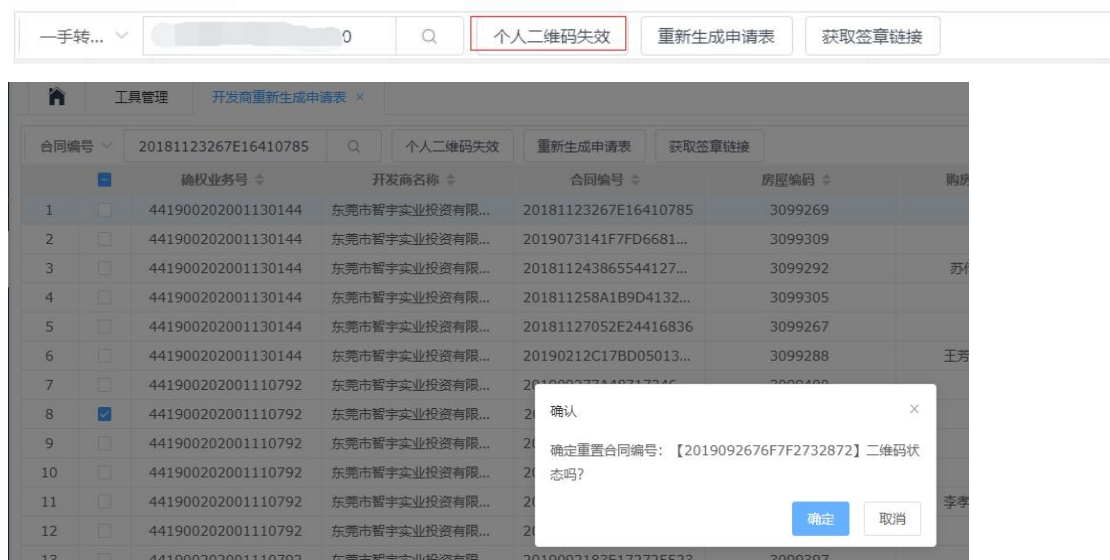 一手转... 0 个人二维码失效 重新生成申请表 获取签章链接
工具管理 开发商重新生成申请表 ×
合同编号 20181123267E16410785 个人二维码失效 重新生成申请表 获取签章链接
确权业务号 开发商名称 合同编号 房屋编码 购房
1 441900202001130144 东莞市智宇实业投资有限... 20181123267E16410785 3099269
2 441900202001130144 东莞市智宇实业投资有限... 2019073141F7FD6681... 3099309
3 441900202001130144 东莞市智宇实业投资有限... 201811243865544127... 3099292
4 441900202001130144 东莞市智宇实业投资有限... 201811258A1B9D4132... 3099305
5 441900202001130144 东莞市智宇实业投资有限... 20181127052E24416836 3099267
6 441900202001130144 东莞市智宇实业投资有限... 20190212C17BD05013... 3099288 王芳
7 441900202001110792 东莞市智宇实业投资有限...
8 441900202001110792 东莞市智宇实业投资有限... 2
9 441900202001110792 东莞市智宇实业投资有限... 20
10 441900202001110792 东莞市智宇实业投资有限... 2
11 441900202001110792 东莞市智宇实业投资有限... 20 李孝
12 441900202001110792 东莞市智宇实业投资有限... 20
确认 ×
确定重置合同编号：【2019092676F7F2732872】二维码状
态吗?
确定 取消